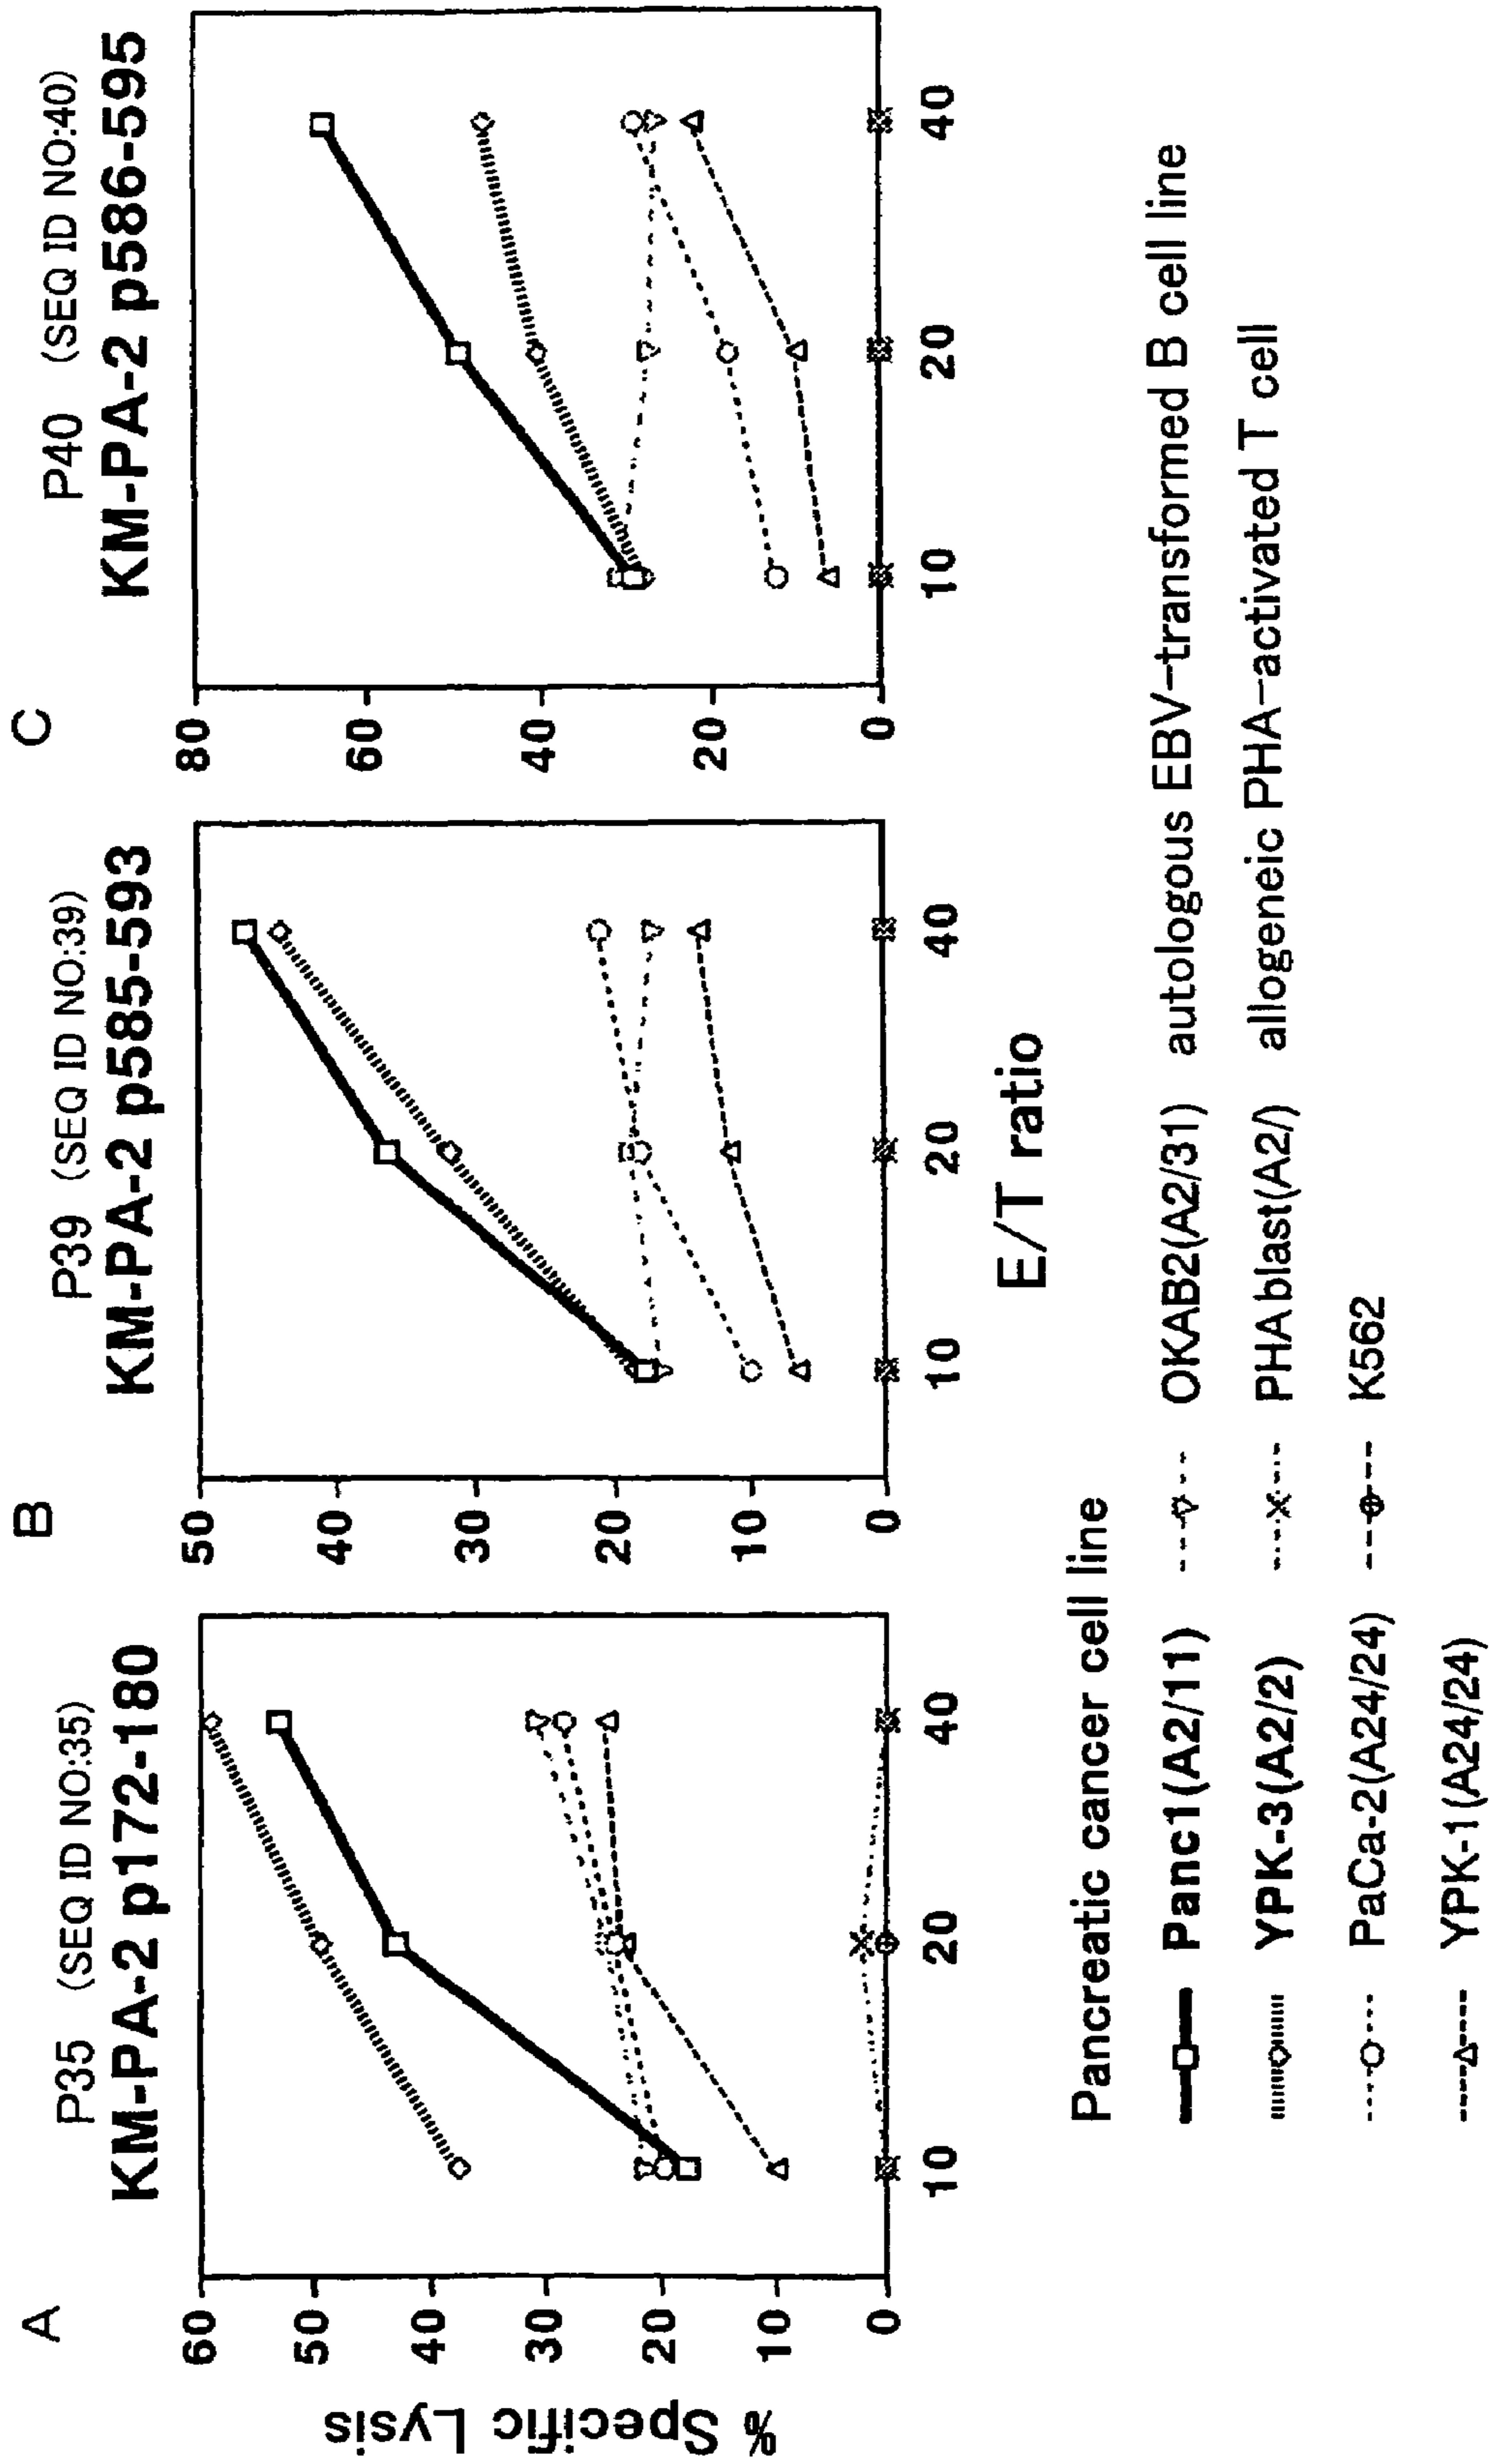 A
P35 (SEQ ID NO:35)
KM-PA-2 p172-180
% Specific Lysis
60
50
40
30
20
10
0
10 20 40
B
P39 (SEQ ID NO:39)
KM-PA-2 p585-593
50
40
30
20
10
0
10 20 40
C
P40 (SEQ ID NO:40)
KM-PA-2 p586-595
80
60
40
20
0
10 20 40
E/T ratio
Pancreatic cancer cell line
Panc1(A2/11)
YPK-3(A2/2)
PaCa-2(A24/24)
YPK-1(A24/24)
OKAB2(A2/31) autologous EBV-transformed B cell line
PHAblast(A2/) allogeneic PHA-activated T cell
K562